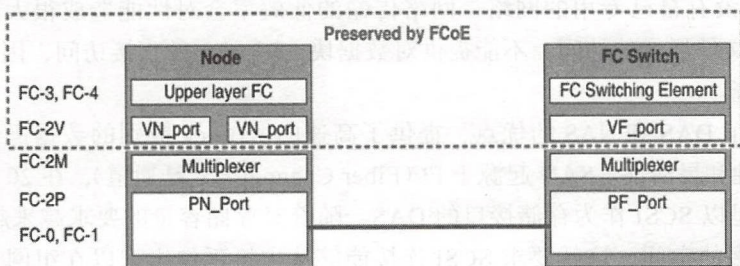 Preserved by FCoE
Node
FC Switch
FC-3, FC-4
Upper layer FC
FC Switching Element
FC-2V
VN_port
VN_port
VF_port
FC-2M
Multiplexer
Multiplexer
FC-2P
PN_Port
PF_Port
FC-0, FC-1